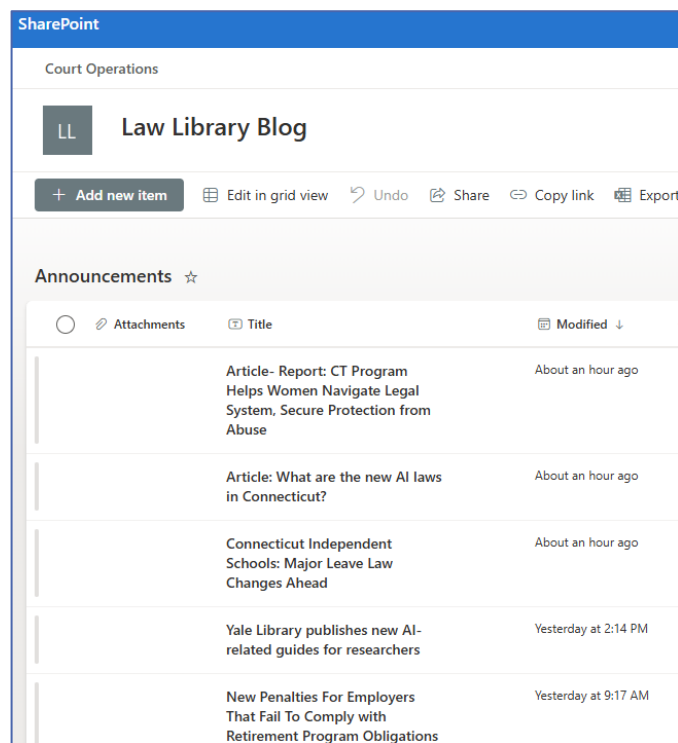 SharePoint
Court Operations
LL
Law Library Blog
Add new item
Edit in grid view
Undo
Share
Copy link
Export
Announcements
Attachments
Title
Modified
Article- Report: CT Program
Helps Women Navigate Legal
System, Secure Protection from
Abuse
About an hour ago
Article: What are the new AI laws
in Connecticut?
About an hour ago
Connecticut Independent
Schools: Major Leave Law
Changes Ahead
About an hour ago
Yale Library publishes new AI-
related guides for researchers
Yesterday at 2:14 PM
New Penalties For Employers
That Fail To Comply with
Retirement Program Obligations
Yesterday at 9:17 AM